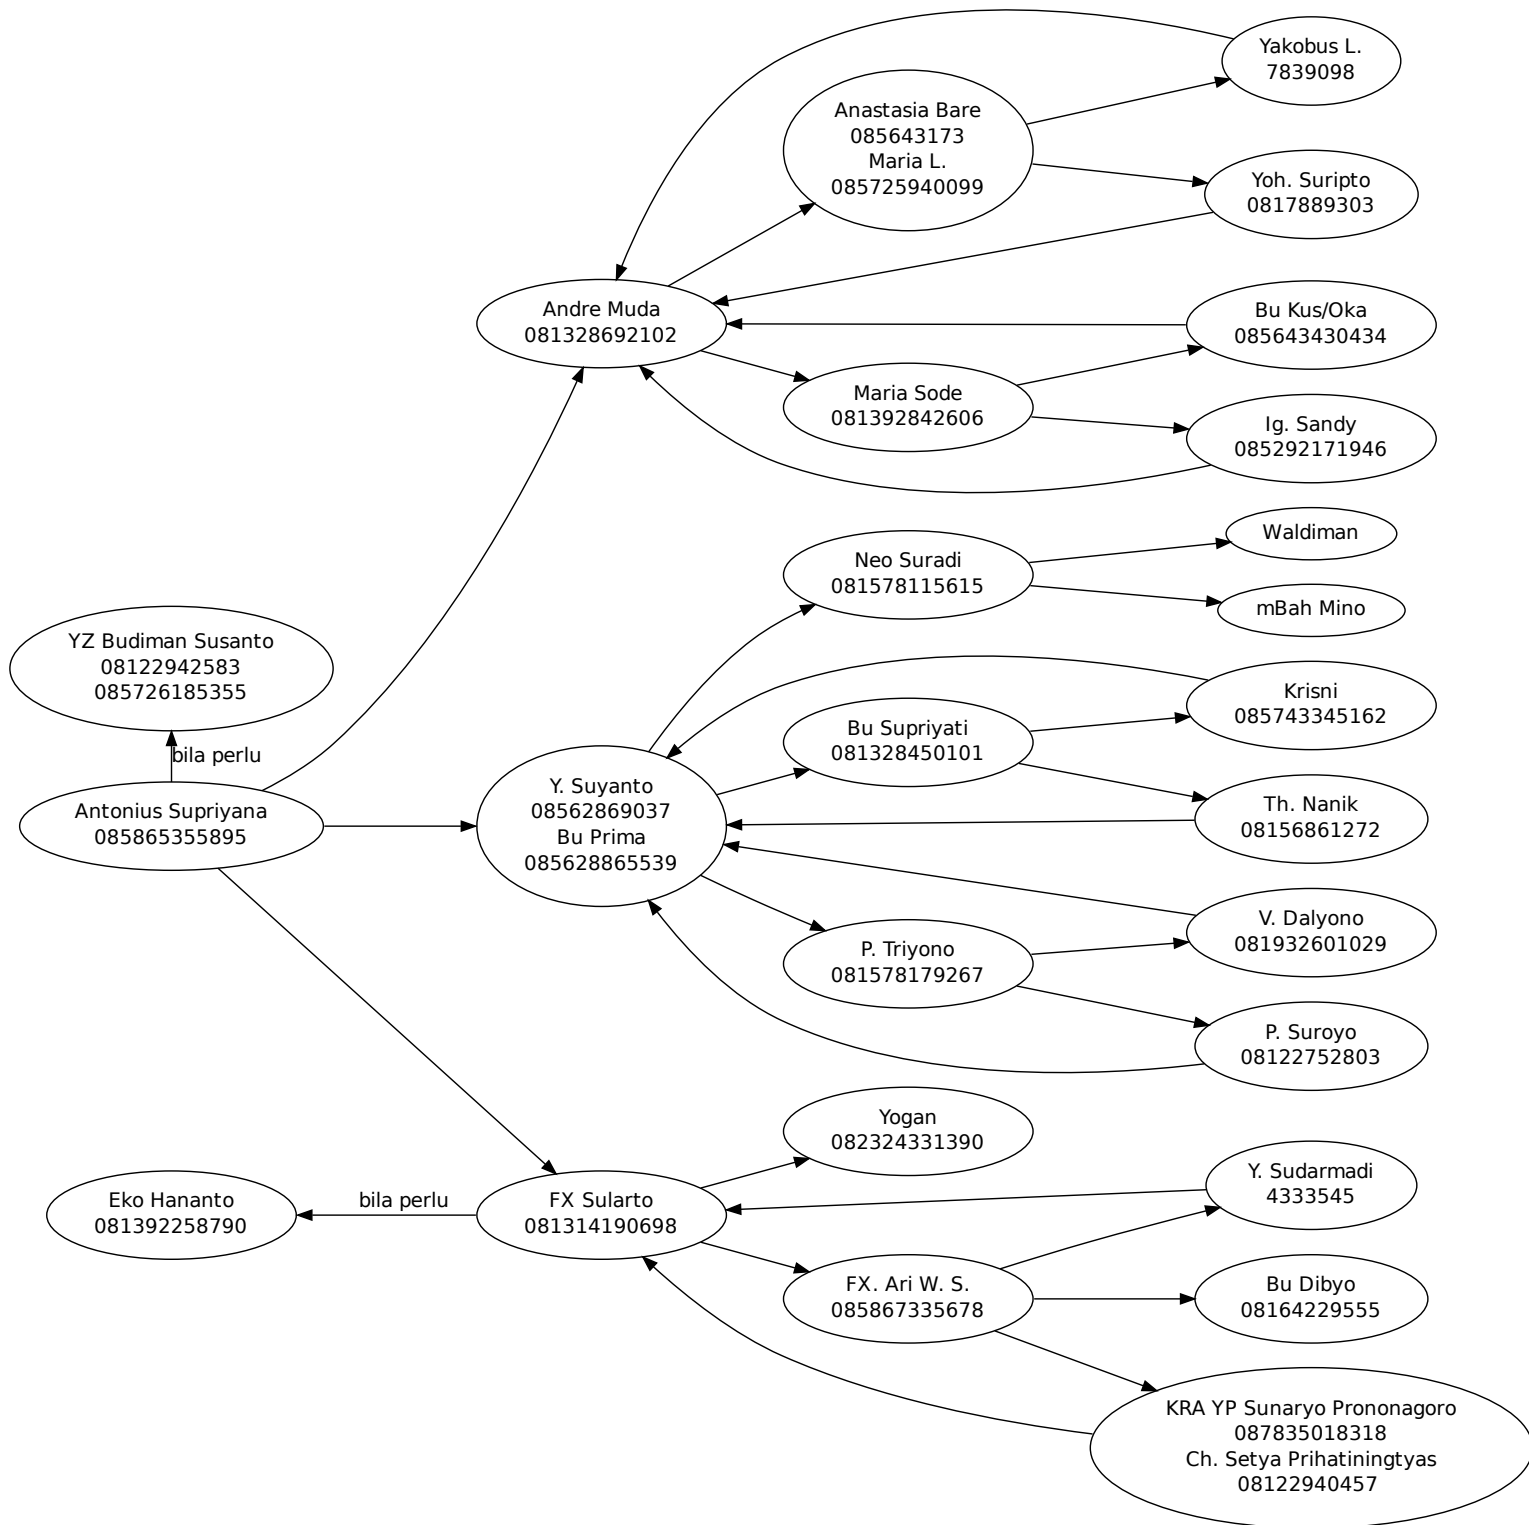 Yakobus L.
7839098
Anastasia Bare
085643173
Maria L.
085725940099
Yoh. Suripto
0817889303
Andre Muda
081328692102
Bu Kus/Oka
085643430434
Maria Sode
081392842606
Ig. Sandy
085292171946
Waldiman
Neo Suradi
081578115615
mBah Mino
YZ Budiman Susanto
08122942583
085726185355
bila perlu
Krisni
085743345162
Bu Supriyati
081328450101
Antonius Supriyana
085865355895
Y. Suyanto
08562869037
Bu Prima
085628865539
Th. Nanik
08156861272
V. Dalyono
081932601029
P. Triyono
081578179267
P. Suroyo
08122752803
Yogan
082324331390
Eko Hananto
081392258790
bila perlu
FX Sularto
081314190698
Y. Sudarmadi
4333545
FX. Ari W. S.
085867335678
Bu Dibyo
08164229555
KRA YP Sunaryo Prononagoro
087835018318
Ch. Setya Prihatiningtyas
08122940457